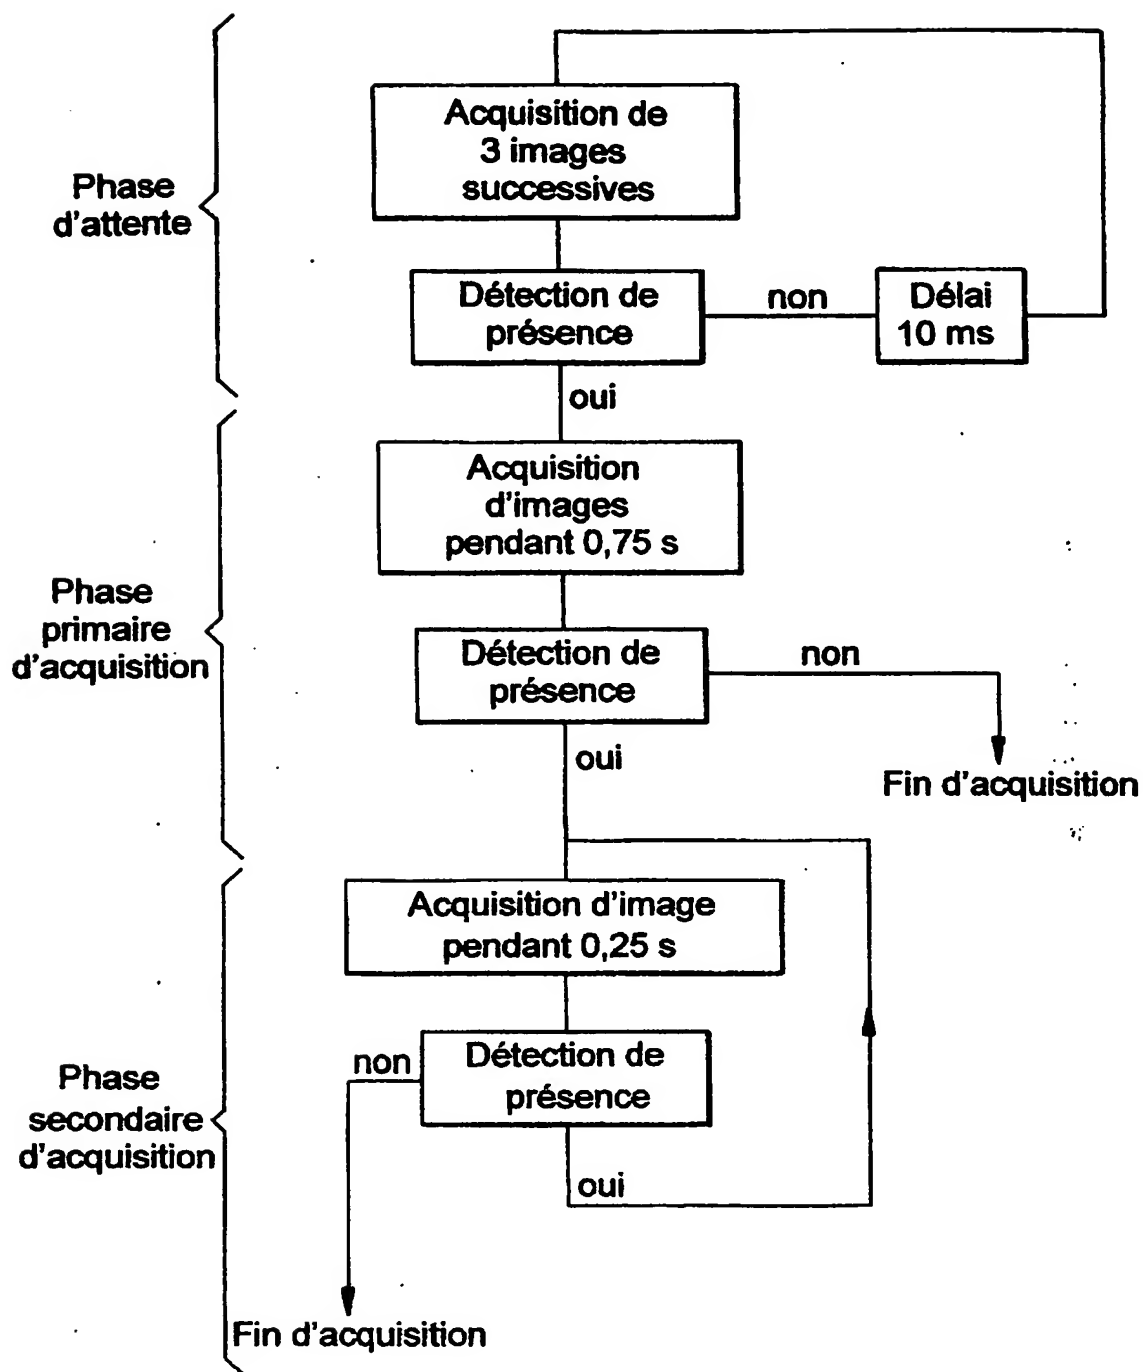 Acquisition de
3 images
successives
Phase
d'attente
Détection de
présence
non
Délai
10 ms
oui
Acquisition
d'images
pendant 0,75 s
Phase
primaire
d'acquisition
Détection de
présence
non
oui
Fin d'acquisition
Acquisition d'image
pendant 0,25 s
Phase
secondaire
d'acquisition
non
Détection de
présence
oui
Fin d'acquisition